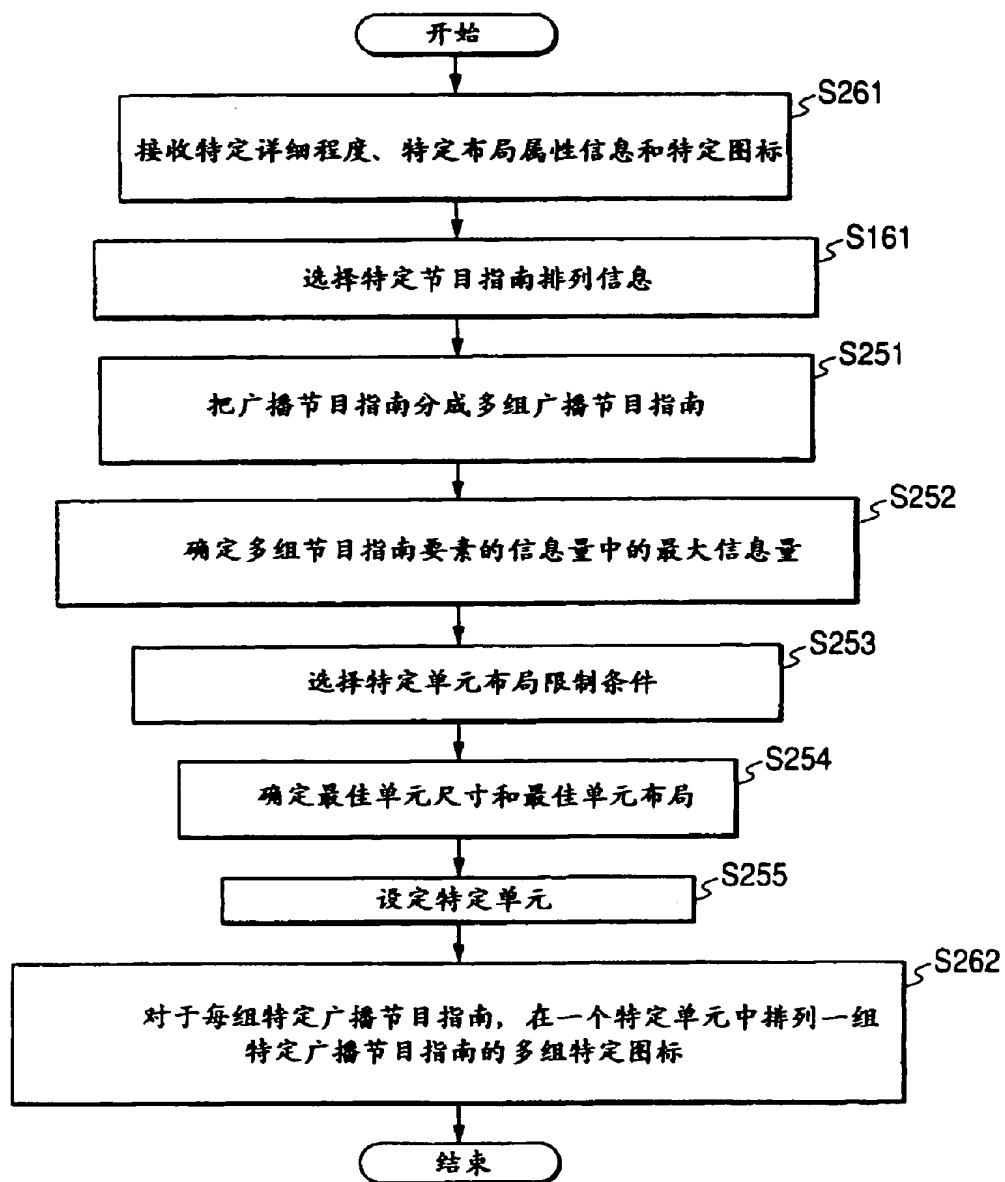 开始
S261
接收特定详细程度、特定布局属性信息和特定图标
S161
选择特定节目指南排列信息
S251
把广播节目指南分成多组广播节目指南
S252
确定多组节目指南要素的信息量中的最大信息量
S253
选择特定单元布局限制条件
S254
确定最佳单元尺寸和最佳单元布局
S255
设定特定单元
S262
对于每组特定广播节目指南，在一个特定单元中排列一组
特定广播节目指南的多组特定图标
结束